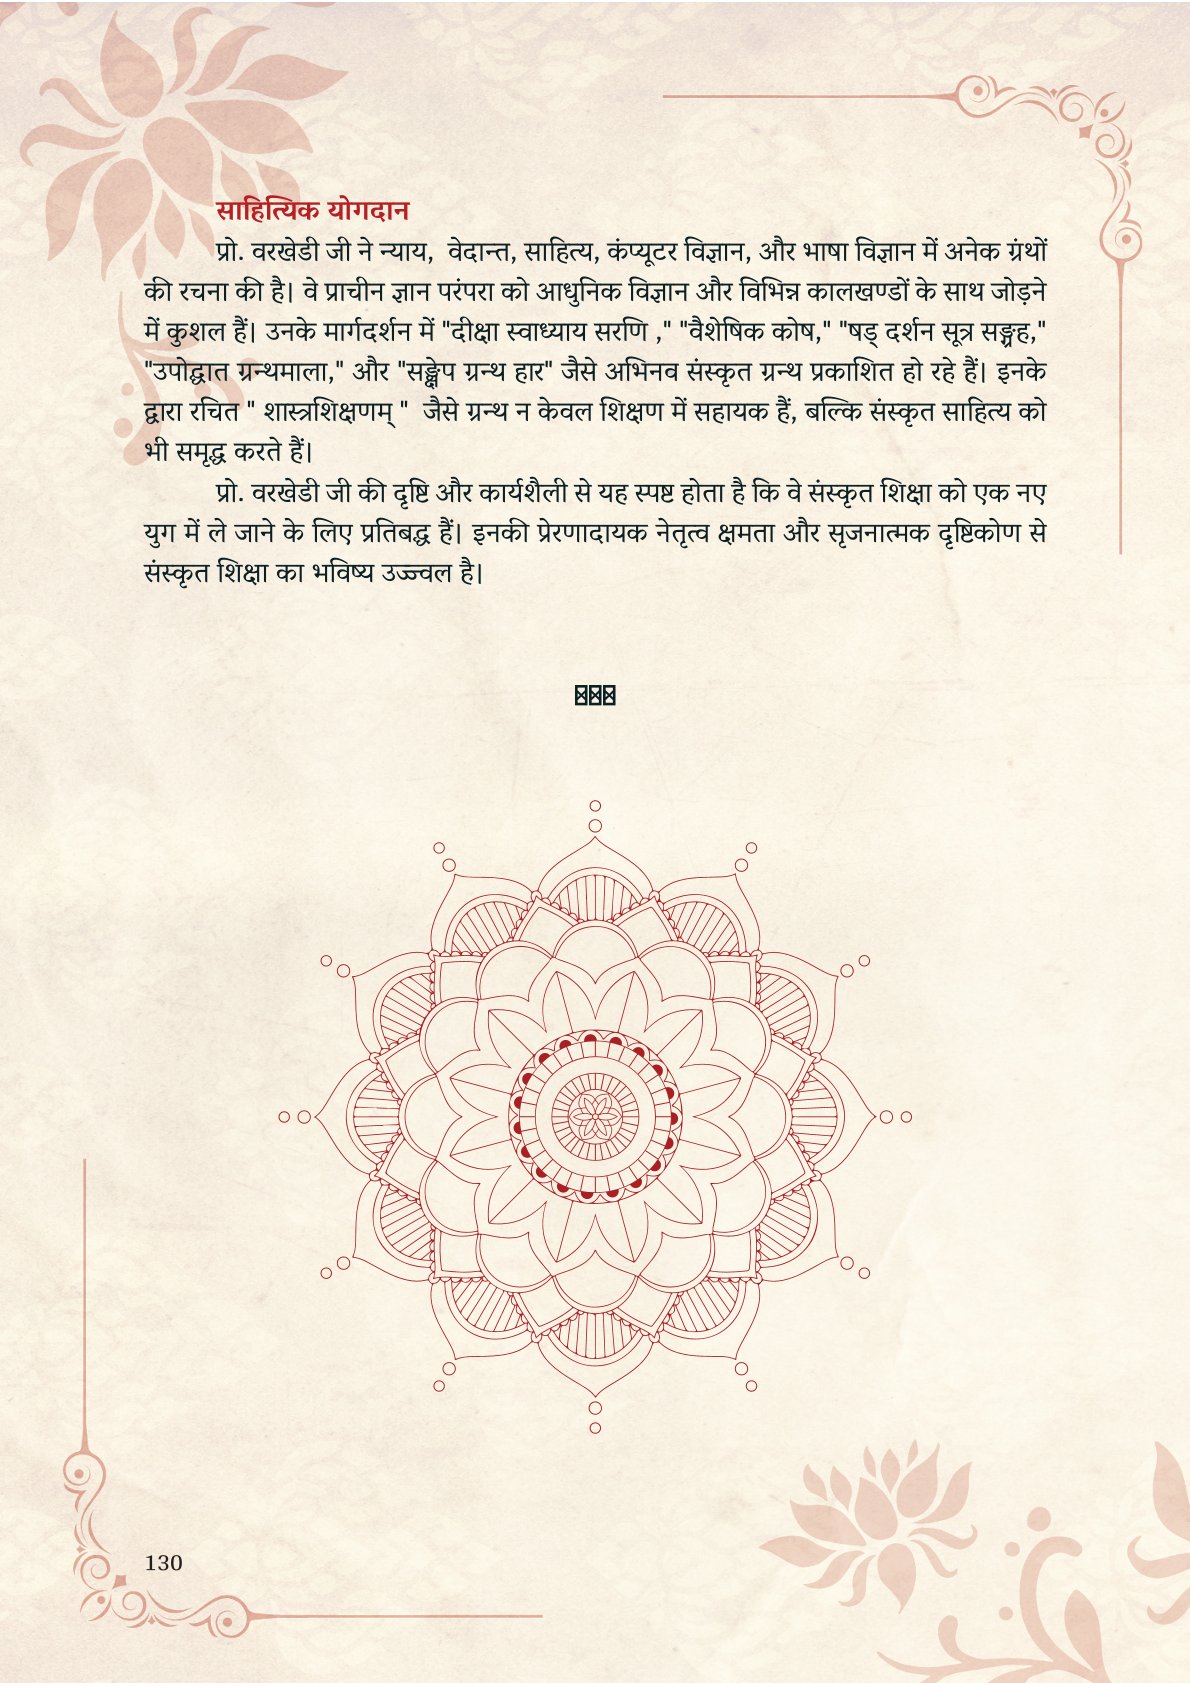 साहित्यिक योगदान
प्रो. वरखेडी जी ने न्याय,  वेदान्त, साहित्य, कंप्यूटर विज्ञान, और भाषा विज्ञान में अनेक ग्रंथों
की रचना की है। वे प्राचीन ज्ञान परंपरा को आधुनिक विज्ञान और विभिन्न कालखण्डों के साथ जोड़ने
में कुशल हैं। उनके मार्गदर्शन में "दीक्षा स्वाध्याय सरणि ," "वैशेषिक कोष," "षड् दर्शन सूत्र सङ्ग्रह,"
"उपोद्घात ग्रन्थमाला," और "सङ्क्षेप ग्रन्थ हार" जैसे अभिनव संस्कृत ग्रन्थ प्रकाशित हो रहे हैं। इनके
द्वारा रचित " शास्त्रशिक्षणम् "  जैसे ग्रन्थ न केवल शिक्षण में सहायक हैं, बल्कि संस्कृत साहित्य को
भी समृद्ध करते हैं।
प्रो. वरखेडी जी की दृष्टि और कार्यशैली से यह स्पष्ट होता है कि वे संस्कृत शिक्षा को एक नए
युग में ले जाने के लिए प्रतिबद्ध हैं। इनकी प्रेरणादायक नेतृत्व क्षमता और सृजनात्मक दृष्टिकोण से
संस्कृत शिक्षा का भविष्य उज्ज्वल है।
130